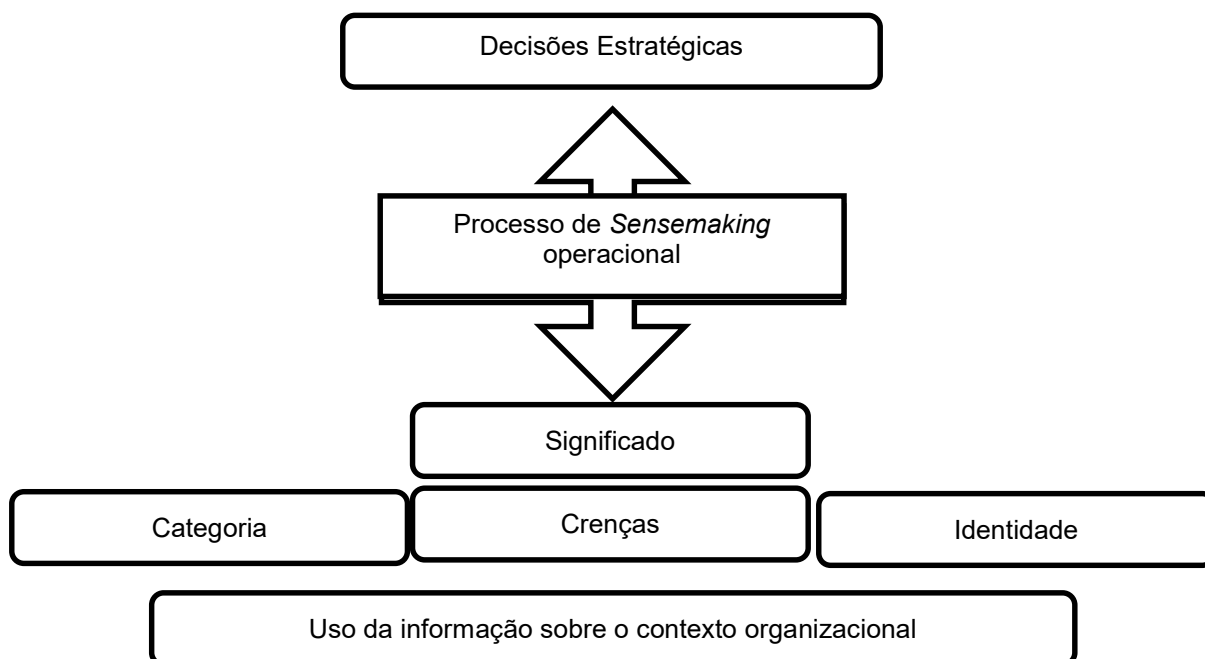 Decisões Estratégicas
Processo de Sensemaking
operacional
Significado
Categoria
Crenças
Identidade
Uso da informação sobre o contexto organizacional